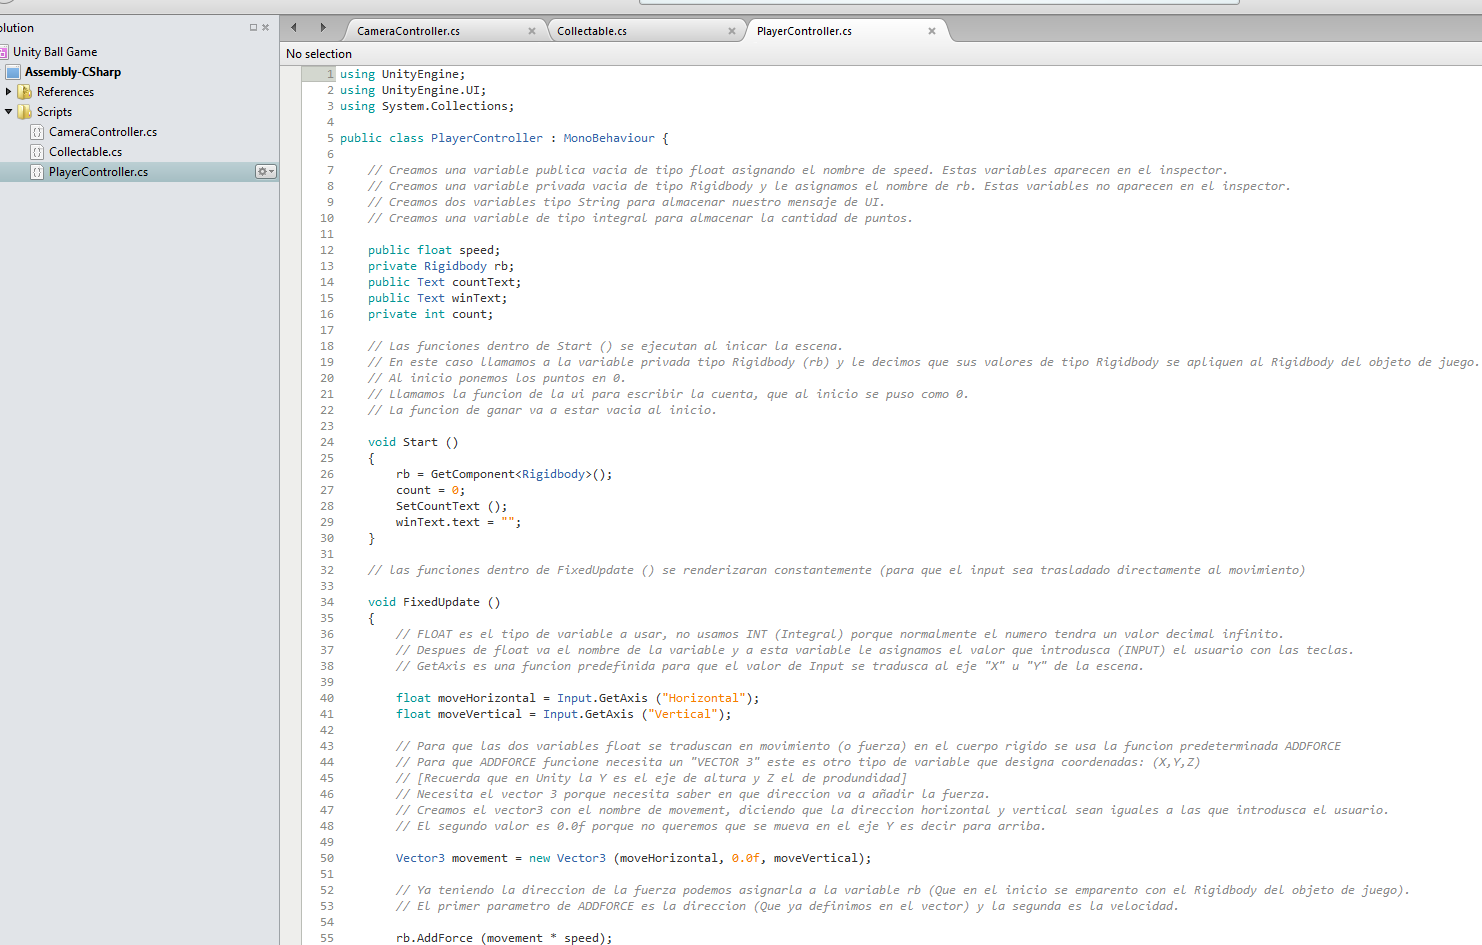 olution
Unity Ball Game
Assembly-CSharp
References
Scripts
CameraController.cs
Collectable.cs
PlayerController.cs
CameraController.cs
Collectable.cs
PlayerController.cs
No selection
1 using UnityEngine;
2 using UnityEngine.UI;
3 using System.Collections;
4
5 public class PlayerController : MonoBehaviour {
6
7 // Creamos una variable publica vacia de tipo float asignando el nombre de speed. Estas variables aparecen en el inspector.
8 // Creamos una variable privada vacia de tipo Rigidbody y le asignamos el nombre de rb. Estas variables no aparecen en el inspector.
9 // Creamos dos variables tipo String para almacenar nuestro mensaje de UI.
10 // Creamos una variable de tipo integral para almacenar la cantidad de puntos.
11
12 public float speed;
13 private Rigidbody rb;
14 public Text countText;
15 public Text winText;
16 private int count;
17
18 // Las funciones dentro de Start () se ejecutan al inicar la escena.
19 // En este caso llamamos a la variable privada tipo Rigidbody (rb) y le decimos que sus valores de tipo Rigidbody se apliquen al Rigidbody del objeto de juego.
20 // Al inicio ponemos los puntos en 0.
21 // Llamamos la funcion de la ui para escribir la cuenta, que al inicio se puso como 0.
22 // La funcion de ganar va a estar vacia al inicio.
23
24 void Start ()
25 {
26 rb = GetComponent<Rigidbody>();
27 count = 0;
28 SetCountText ();
29 winText.text = "";
30 }
31
32 // las funciones dentro de FixedUpdate () se renderizaran constantemente (para que el input sea trasladado directamente al movimiento)
33
34 void FixedUpdate ()
35 {
36 // FLOAT es el tipo de variable a usar, no usamos INT (Integral) porque normalmente el numero tendra un valor decimal infinito.
37 // Despues de float va el nombre de la variable y a esta variable le asignamos el valor que introdusca (INPUT) el usuario con las teclas.
38 // GetAxis es una funcion predefinida para que el valor de Input se tradusca al eje "X" u "Y" de la escena.
39
40 float moveHorizontal = Input.GetAxis ("Horizontal");
41 float moveVertical = Input.GetAxis ("Vertical");
42
43 // Para que las dos variables float se traduscan en movimiento (o fuerza) en el cuerpo rigido se usa la funcion predeterminada ADDFORCE
44 // Para que ADDFORCE funcione necesita un "VECTOR 3" este es otro tipo de variable que designa coordenadas: (X,Y,Z)
45 // [Recuerda que en Unity la Y es el eje de altura y Z el de produndidad]
46 // Necesita el vector 3 porque necesita saber en que direccion va a añadir la fuerza.
47 // Creamos el vector3 con el nombre de movement, diciendo que la direccion horizontal y vertical sean iguales a las que introdusca el usuario.
48 // El segundo valor es 0.0f porque no queremos que se mueva en el eje Y es decir para arriba.
49
50 Vector3 movement = new Vector3 (moveHorizontal, 0.0f, moveVertical);
51
52 // Ya teniendo la direccion de la fuerza podemos asignarla a la variable rb (Que en el inicio se emparento con el Rigidbody del objeto de juego).
53 // El primer parametro de ADDFORCE es la direccion (Que ya definimos en el vector) y la segunda es la velocidad.
54
55 rb.AddForce (movement * speed);